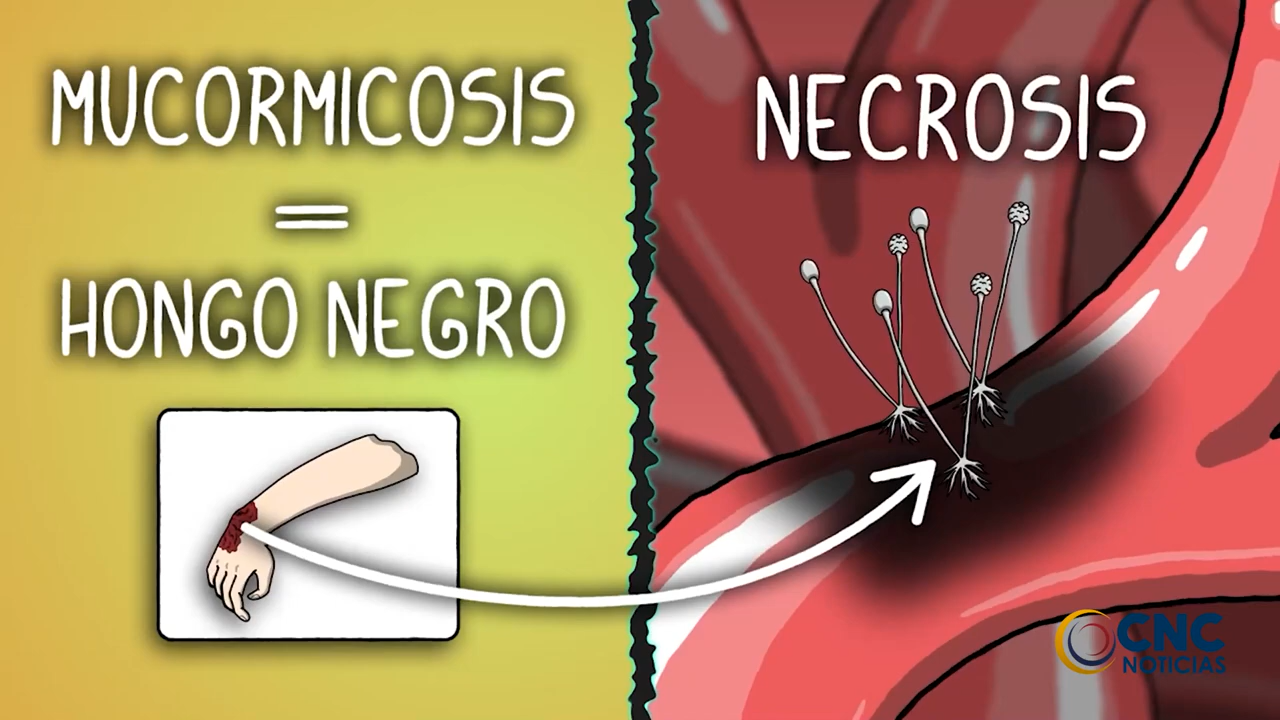 MUCORMICOSIS
=
HONGO NEGRO
NECROSIS
CNC
NOTICIAS